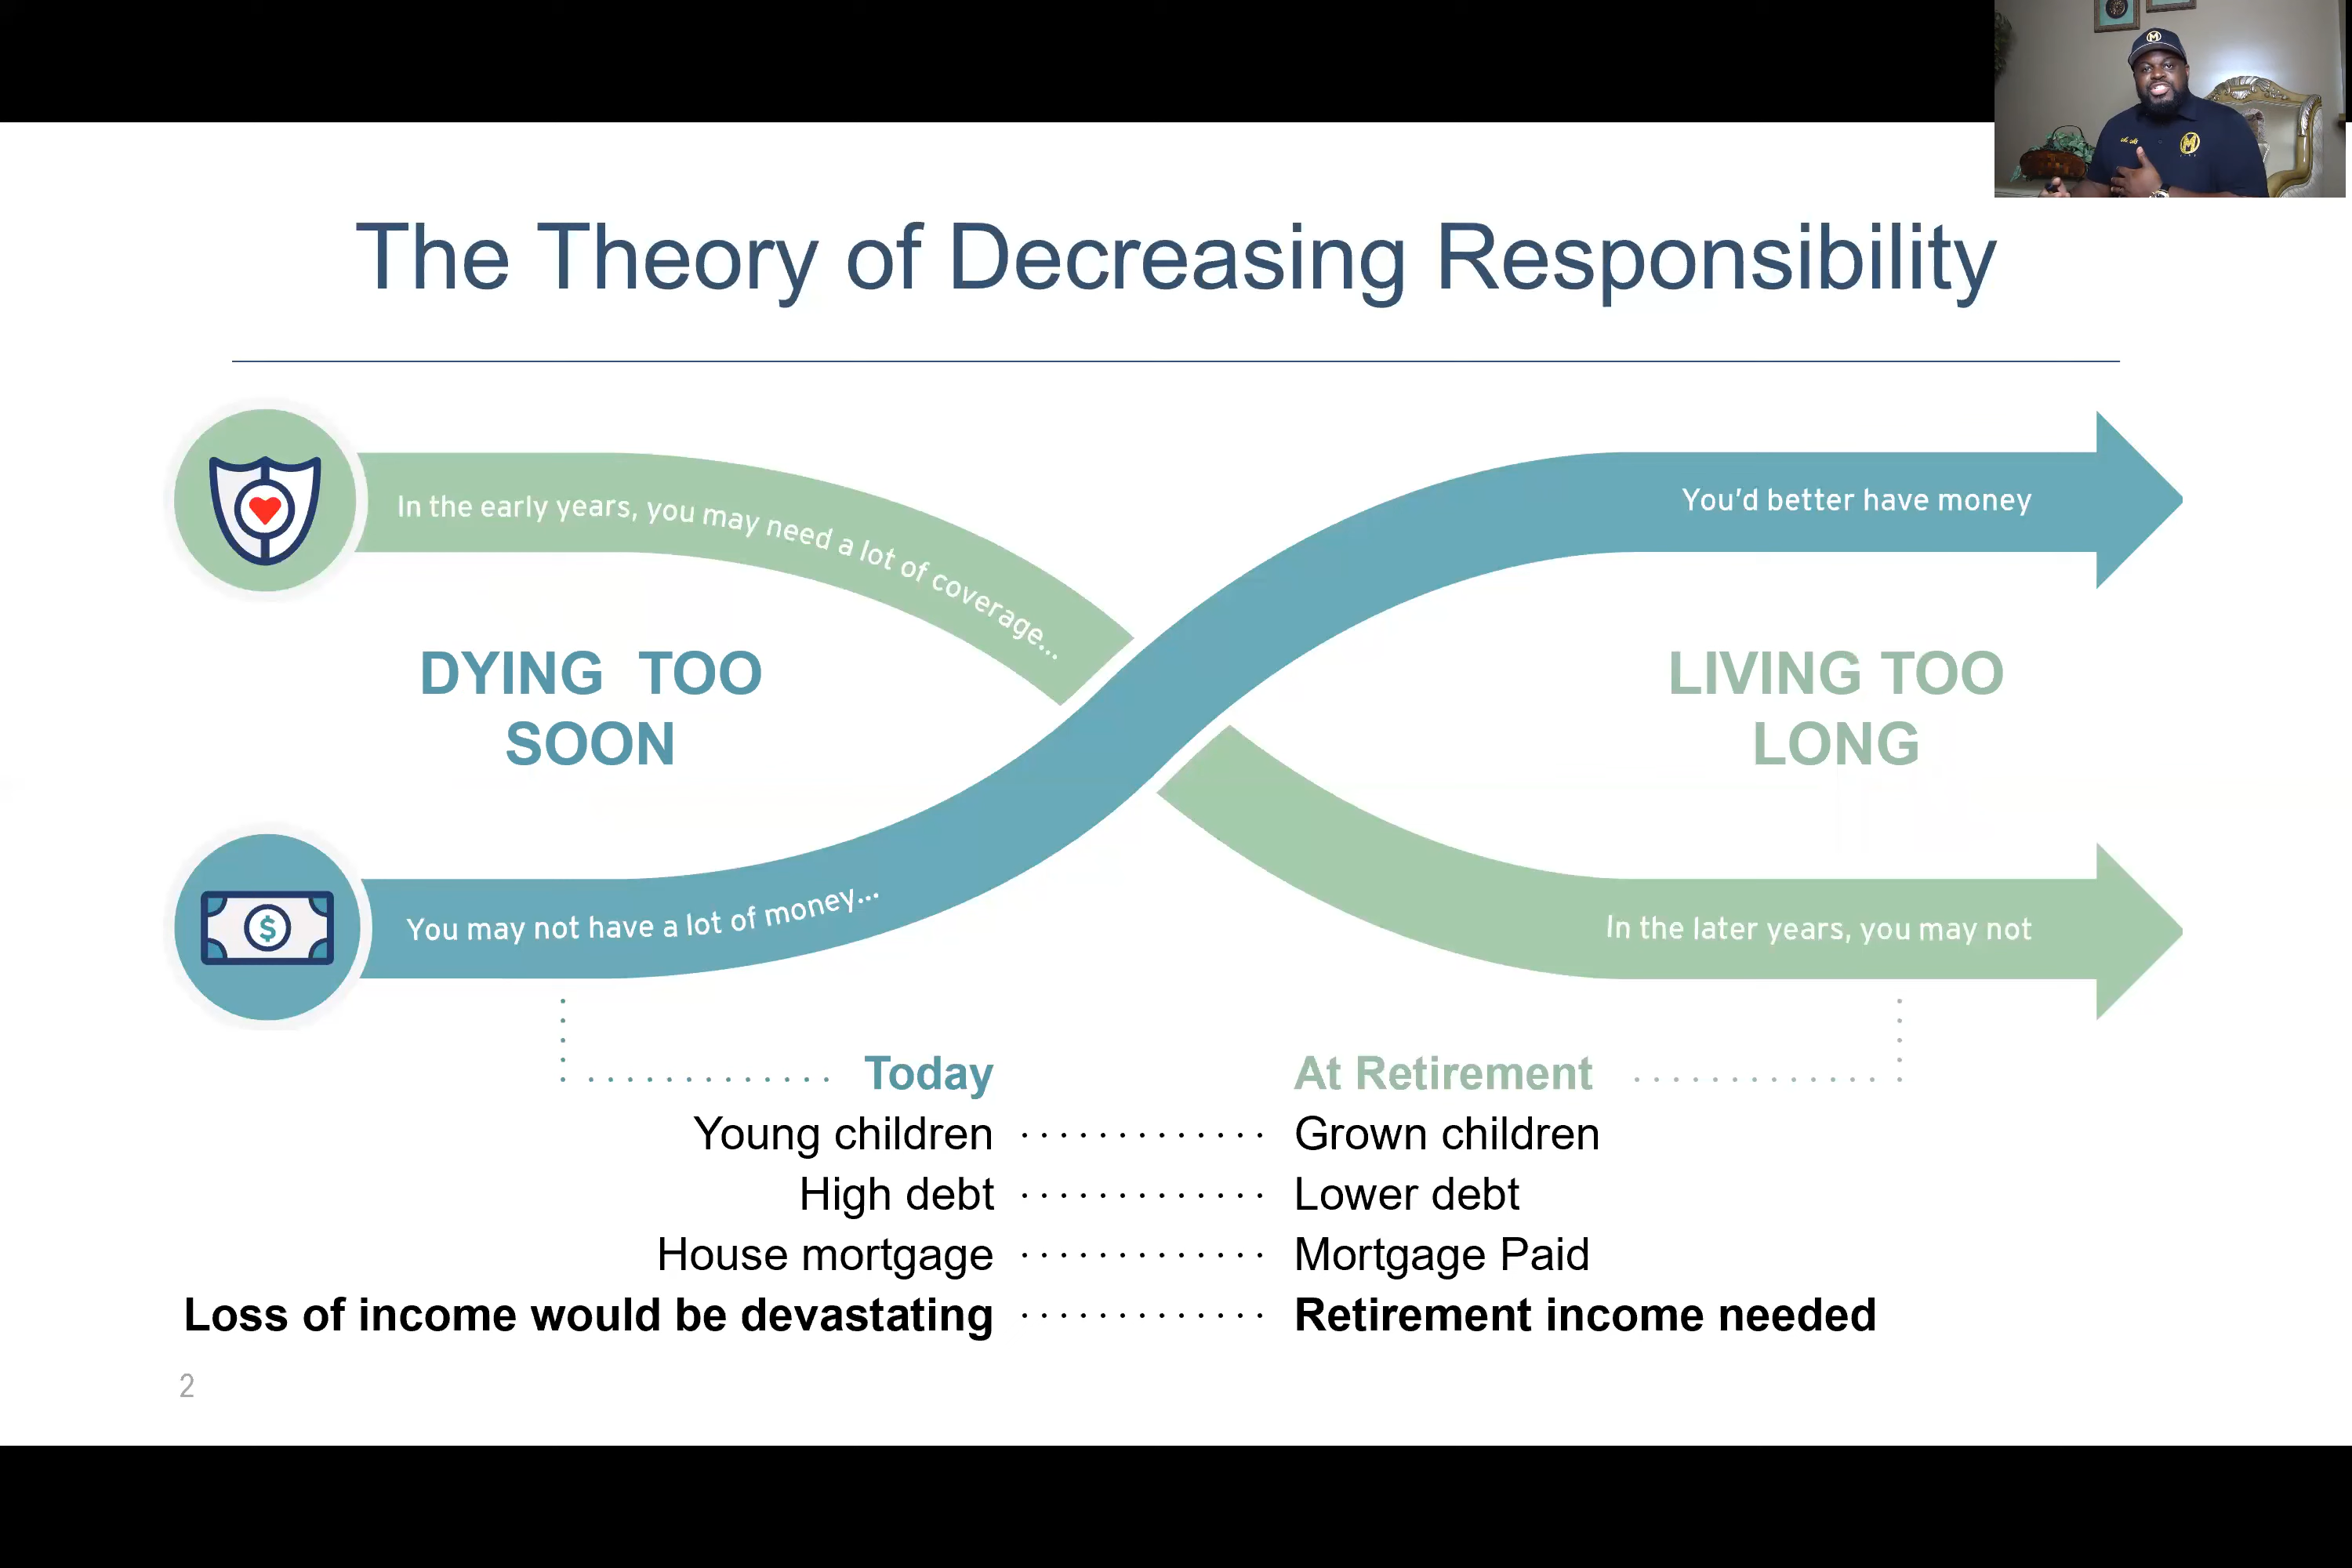 The Theory of Decreasing Responsibility
In the early years, you may need a lot of coverage...
You'd better have money
DYING TOO
SOON
LIVING TOO
LONG
You may not have a lot of money...
In the later years, you may not
$
Today
At Retirement
Young children
Grown children
High debt
Lower debt
House mortgage
Mortgage Paid
Loss of income would be devastating
Retirement income needed
2
M
M